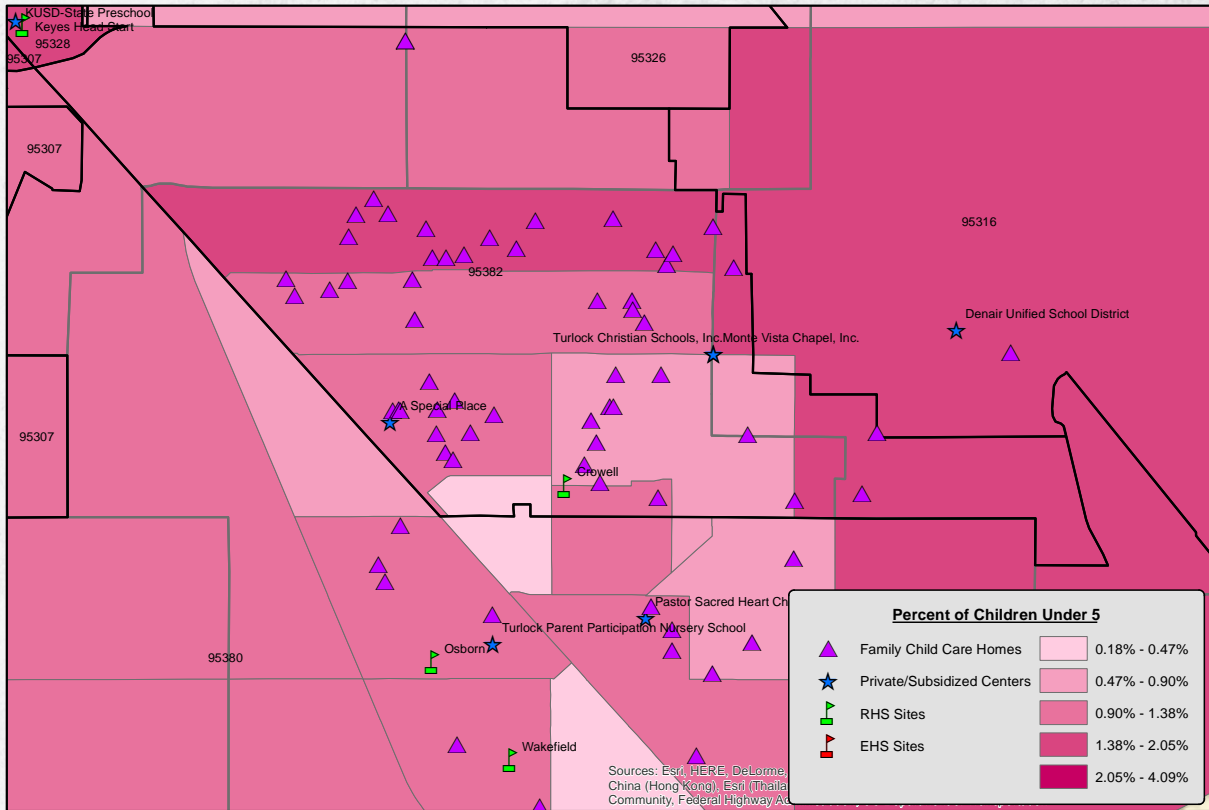 KUSD-State Preschool
Keyes Head Start
95328
95307
95326
95307
95316
95382
Denair Unified School District
Turlock Christian Schools, Inc.Monte Vista Chapel, Inc.
A Special Place
95307
Crowell
Pastor Sacred Heart Ch
Turlock Parent Participation Nursery School
Osborn
95380
Wakefield
Percent of Children Under 5
Family Child Care Homes
Private/Subsidized Centers
RHS Sites
EHS Sites
0.18% - 0.47%
0.47% - 0.90%
0.90% - 1.38%
1.38% - 2.05%
2.05% - 4.09%
Sources: Esri, HERE, DeLorme,
China (Hong Kong), Esri (Thaila
Community, Federal Highway Ad